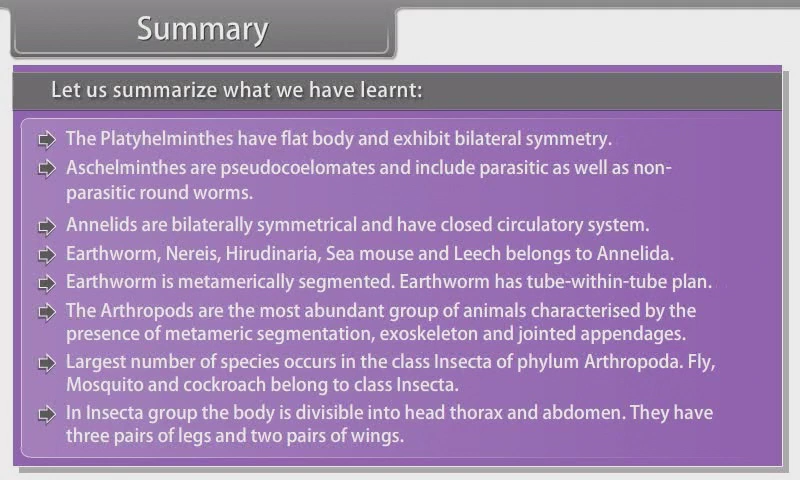 Summary
Let us summarize what we have learnt:
The Platyhelminthes have flat body and exhibit bilateral symmetry.
Aschelminthes are pseudocoelomates and include parasitic as well as non-
parasitic round worms.
Annelids are bilaterally symmetrical and have closed circulatory system.
Earthworm, Nereis, Hirudinaria, Sea mouse and Leech belongs to Annelida.
Earthworm is metamerically segmented. Earthworm has tube-within-tube plan.
The Arthropods are the most abundant group of animals characterised by the
presence of metameric segmentation, exoskeleton and jointed appendages.
Largest number of species occurs in the class Insecta of phylum Arthropoda. Fly,
Mosquito and cockroach belong to class Insecta.
In Insecta group the body is divisible into head thorax and abdomen. They have
three pairs of legs and two pairs of wings.